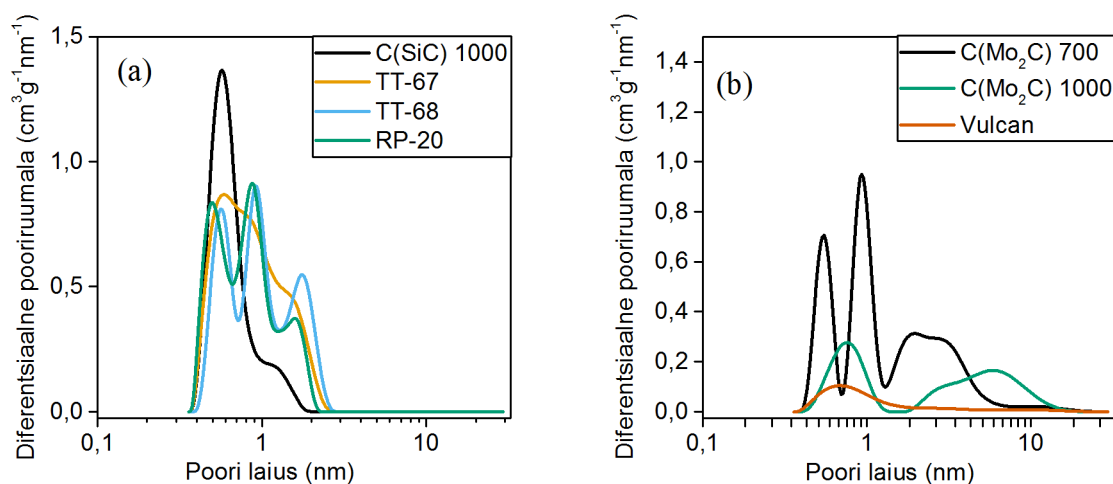 (a)
C(SiC) 1000
TT-67
TT-68
RP-20
Diferentsiaalne pooriruumala (cm³g⁻¹nm⁻¹)
1,5
1,0
0,5
0,0
0,1
1
10
Poori laius (nm)
(b)
C(Mo₂C) 700
C(Mo₂C) 1000
Vulcan
Diferentsiaalne pooriruumala (cm³g⁻¹nm⁻¹)
1,4
1,2
1,0
0,8
0,6
0,4
0,2
0,0
0,1
1
10
Poori laius (nm)